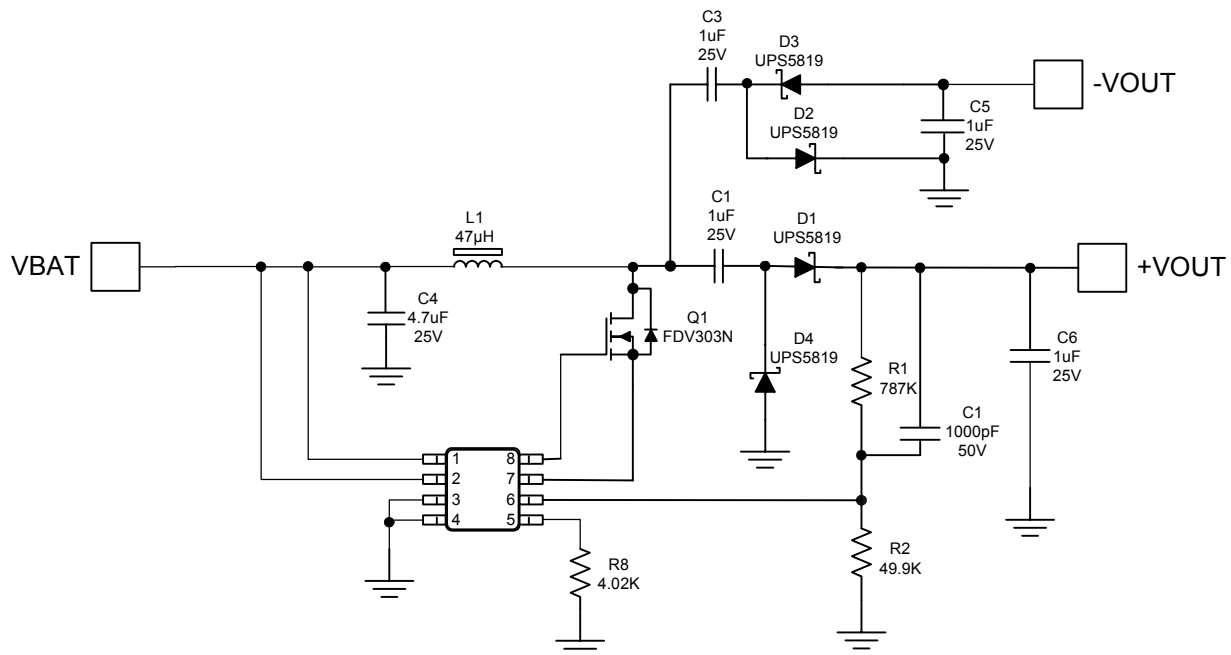 C3
1uF
25V
D3
UPS5819
-VOUT
D2
UPS5819
C5
1uF
25V
C1
1uF
25V
D1
UPS5819
L1
47µH
VBAT
+VOUT
C4
4.7uF
25V
Q1
FDV303N
D4
UPS5819
R1
787K
C6
1uF
25V
C1
1000pF
50V
1 8
2 7
3 6
4 5
R8
4.02K
R2
49.9K